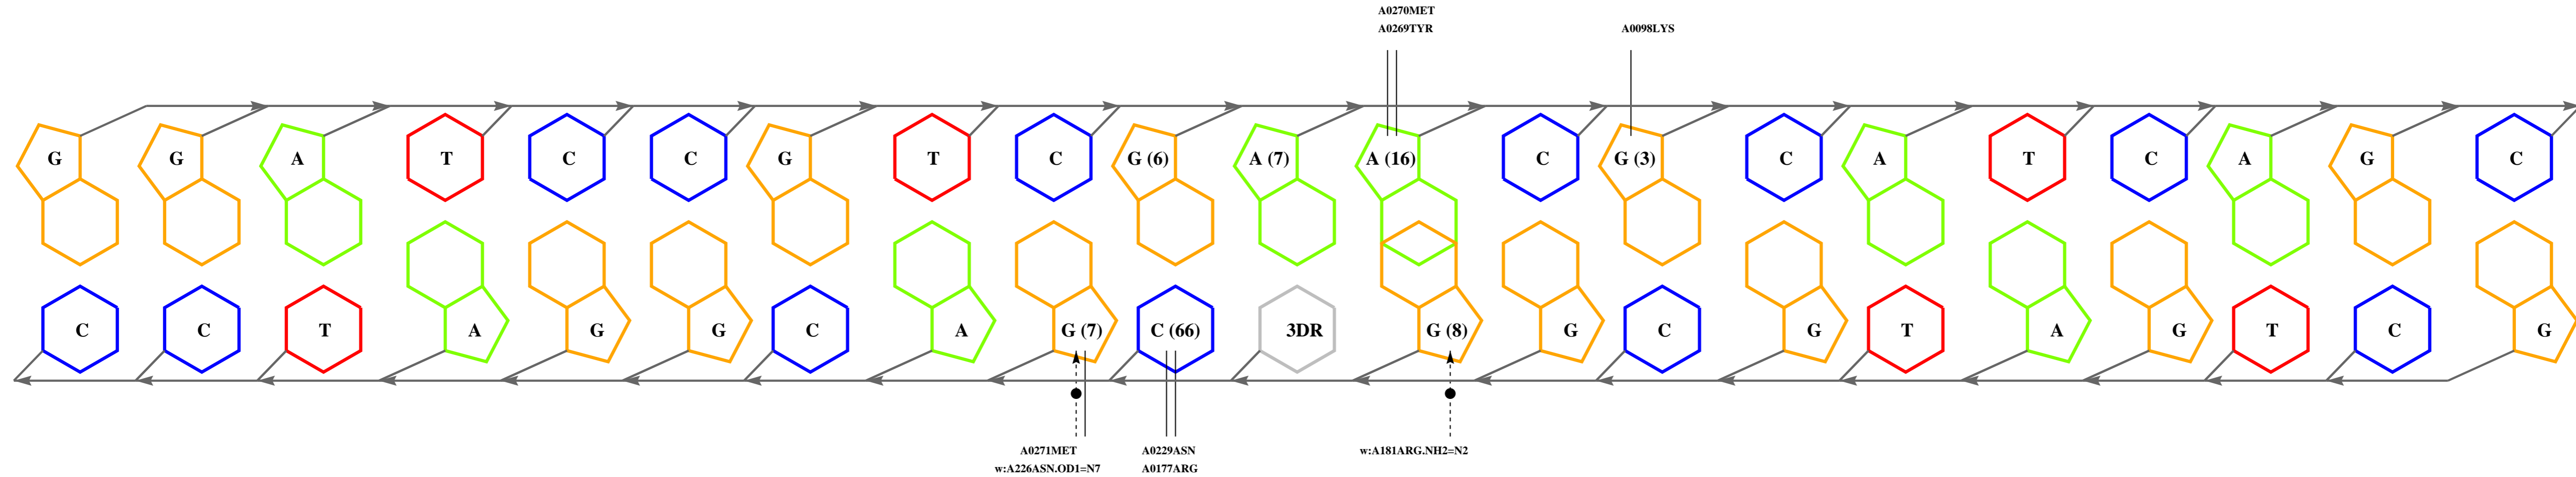 A0270MET
A0269TYR A0098LYS
G G A T C C G T C G (6) A (7) A (16) C G (3) C A T C A G C
C C T A G G C A G (7) C (66) 3DR G (8) G C G T A G T C G
A0271MET A0229ASN w:A181ARG.NH2=N2
w:A226ASN.OD1=N7 A0177ARG